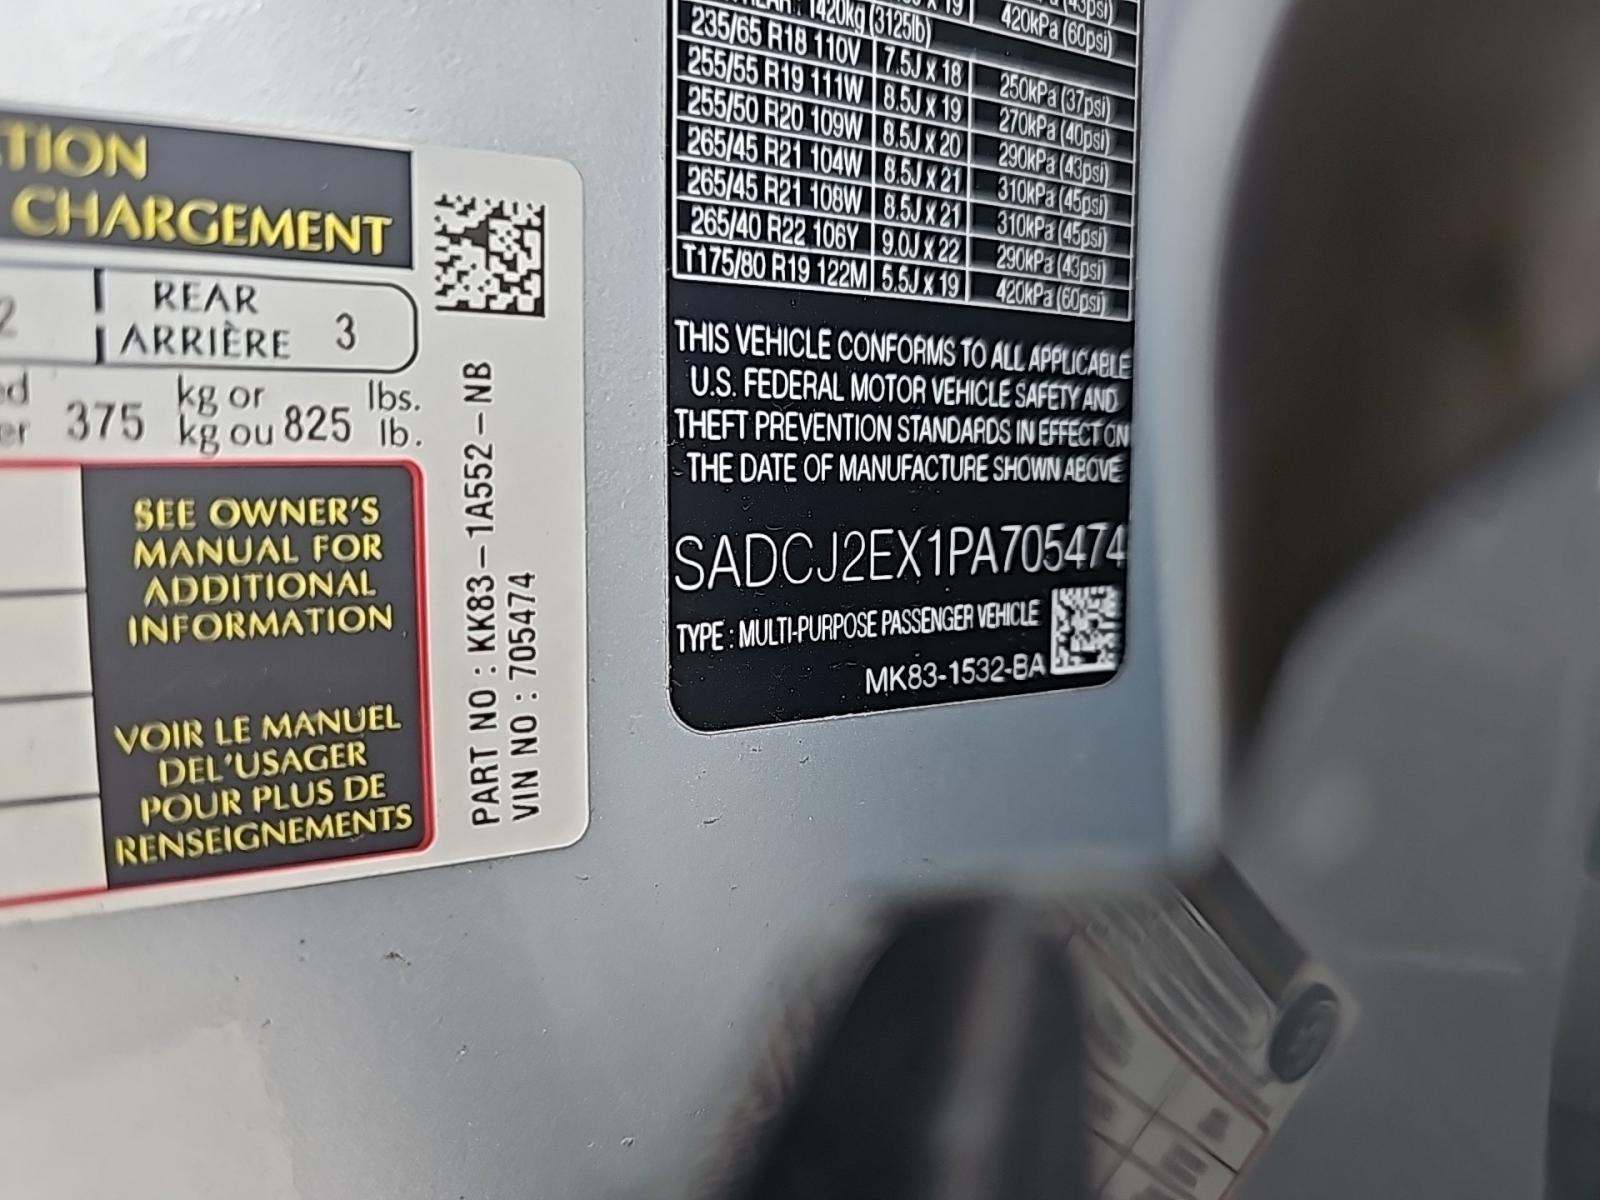 TION
CHARGEMENT
2
REAR
ARRIÈRE 3
kg or lbs.
375 kg ou 825 lb.
SEE OWNER'S
MANUAL FOR
ADDITIONAL
INFORMATION
VOIR LE MANUEL
DEL'USAGER
POUR PLUS DE
RENSEIGNEMENTS
PART NO : KK83-1A552-NB
VIN NO : 705474
420kPa (60psi)
1420kg (3125lb)
235/65 R18 110V 7.5J x 18 250kPa (37psi)
255/55 R19 111W 8.5J x 19 270kPa (40psi)
255/50 R20 109W 8.5J x 20 290kPa (43psi)
265/45 R21 104W 8.5J x 21 310kPa (45psi)
265/45 R21 108W 8.5J x 21 310kPa (45psi)
265/40 R22 106Y 9.0J x 22 290kPa (43psi)
T175/80 R19 122M 5.5J x 19 420kPa (60psi)
THIS VEHICLE CONFORMS TO ALL APPLICABLE
U.S. FEDERAL MOTOR VEHICLE SAFETY AND
THEFT PREVENTION STANDARDS IN EFFECT ON
THE DATE OF MANUFACTURE SHOWN ABOVE
SADCJ2EX1PA705474
TYPE : MULTI-PURPOSE PASSENGER VEHICLE
MK83-1532-BA